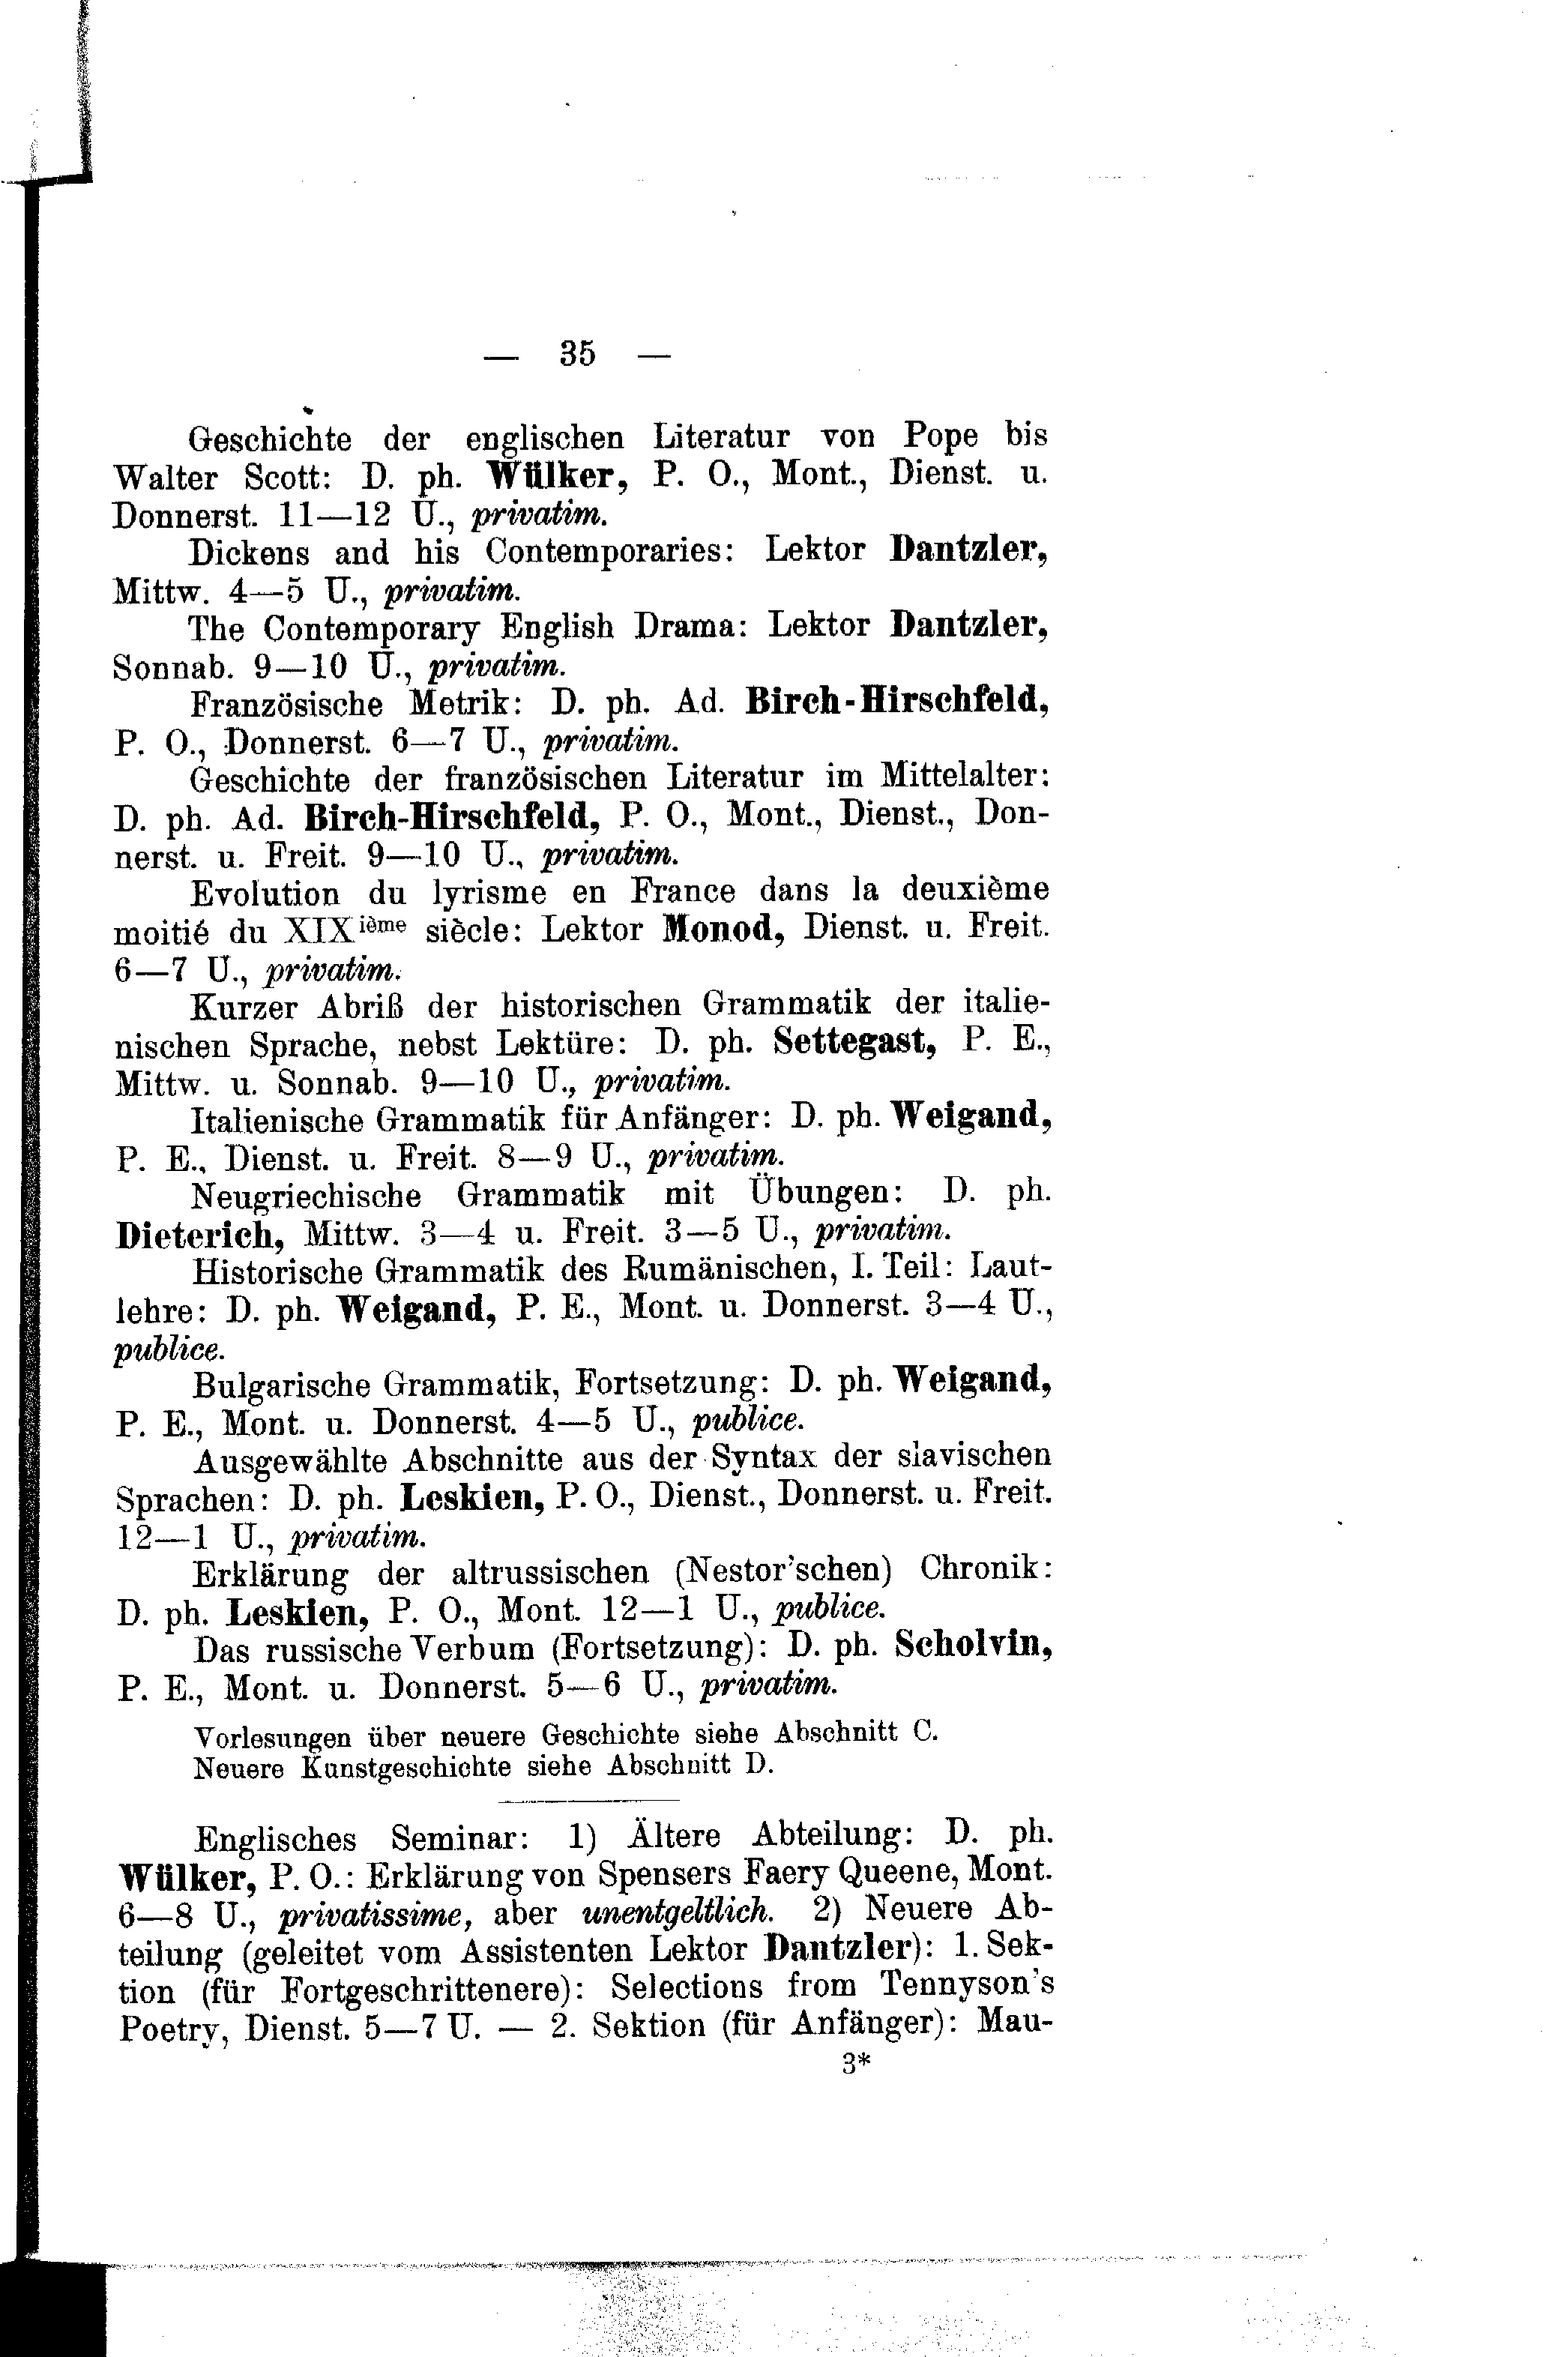 — 35 —
Geschichte der englischen Literatur von Pope bis
Walter Scott: D. ph. Wülker, P. O., Mont., Dienst. u.
Donnerst. 11—12 U., privatim.
Dickens and his Contemporaries: Lektor Dantzler,
Mittw. 4—5 U., privatim.
The Contemporary English Drama: Lektor Dantzler,
Sonnab. 9—10 U., privatim.
Französische Metrik: D. ph. Ad. Birch-Hirschfeld,
P. O., Donnerst. 6—7 U., privatim.
Geschichte der französischen Literatur im Mittelalter:
D. ph. Ad. Birch-Hirschfeld, P. O., Mont., Dienst., Don-
nerst. u. Freit. 9—10 U., privatim.
Evolution du lyrisme en France dans la deuxième
moitié du XIXième siècle: Lektor Monod, Dienst. u. Freit.
6—7 U., privatim.
Kurzer Abriß der historischen Grammatik der italie-
nischen Sprache, nebst Lektüre: D. ph. Settegast, P. E.,
Mittw. u. Sonnab. 9—10 U., privatim.
Italienische Grammatik für Anfänger: D. ph. Weigand,
P. E., Dienst. u. Freit. 8—9 U., privatim.
Neugriechische Grammatik mit Übungen: D. ph.
Dieterich, Mittw. 3—4 u. Freit. 3—5 U., privatim.
Historische Grammatik des Rumänischen, I. Teil: Laut-
lehre: D. ph. Weigand, P. E., Mont. u. Donnerst. 3—4 U.,
publice.
Bulgarische Grammatik, Fortsetzung: D. ph. Weigand,
P. E., Mont. u. Donnerst. 4—5 U., publice.
Ausgewählte Abschnitte aus der Syntax der slavischen
Sprachen: D. ph. Leskien, P. O., Dienst., Donnerst. u. Freit.
12—1 U., privatim.
Erklärung der altrussischen (Nestor'schen) Chronik:
D. ph. Leskien, P. O., Mont. 12—1 U., publice.
Das russische Verbum (Fortsetzung): D. ph. Scholvin,
P. E., Mont. u. Donnerst. 5—6 U., privatim.
Vorlesungen über neuere Geschichte siehe Abschnitt C.
Neuere Kunstgeschichte siehe Abschnitt D.
Englisches Seminar: 1) Ältere Abteilung: D. ph.
Wülker, P. O.: Erklärung von Spensers Faery Queene, Mont.
6—8 U., privatissime, aber unentgeltlich. 2) Neuere Ab-
teilung (geleitet vom Assistenten Lektor Dantzler): 1. Sek-
tion (für Fortgeschrittenere): Selections from Tennyson's
Poetry, Dienst. 5—7 U. — 2. Sektion (für Anfänger): Mau-
3*